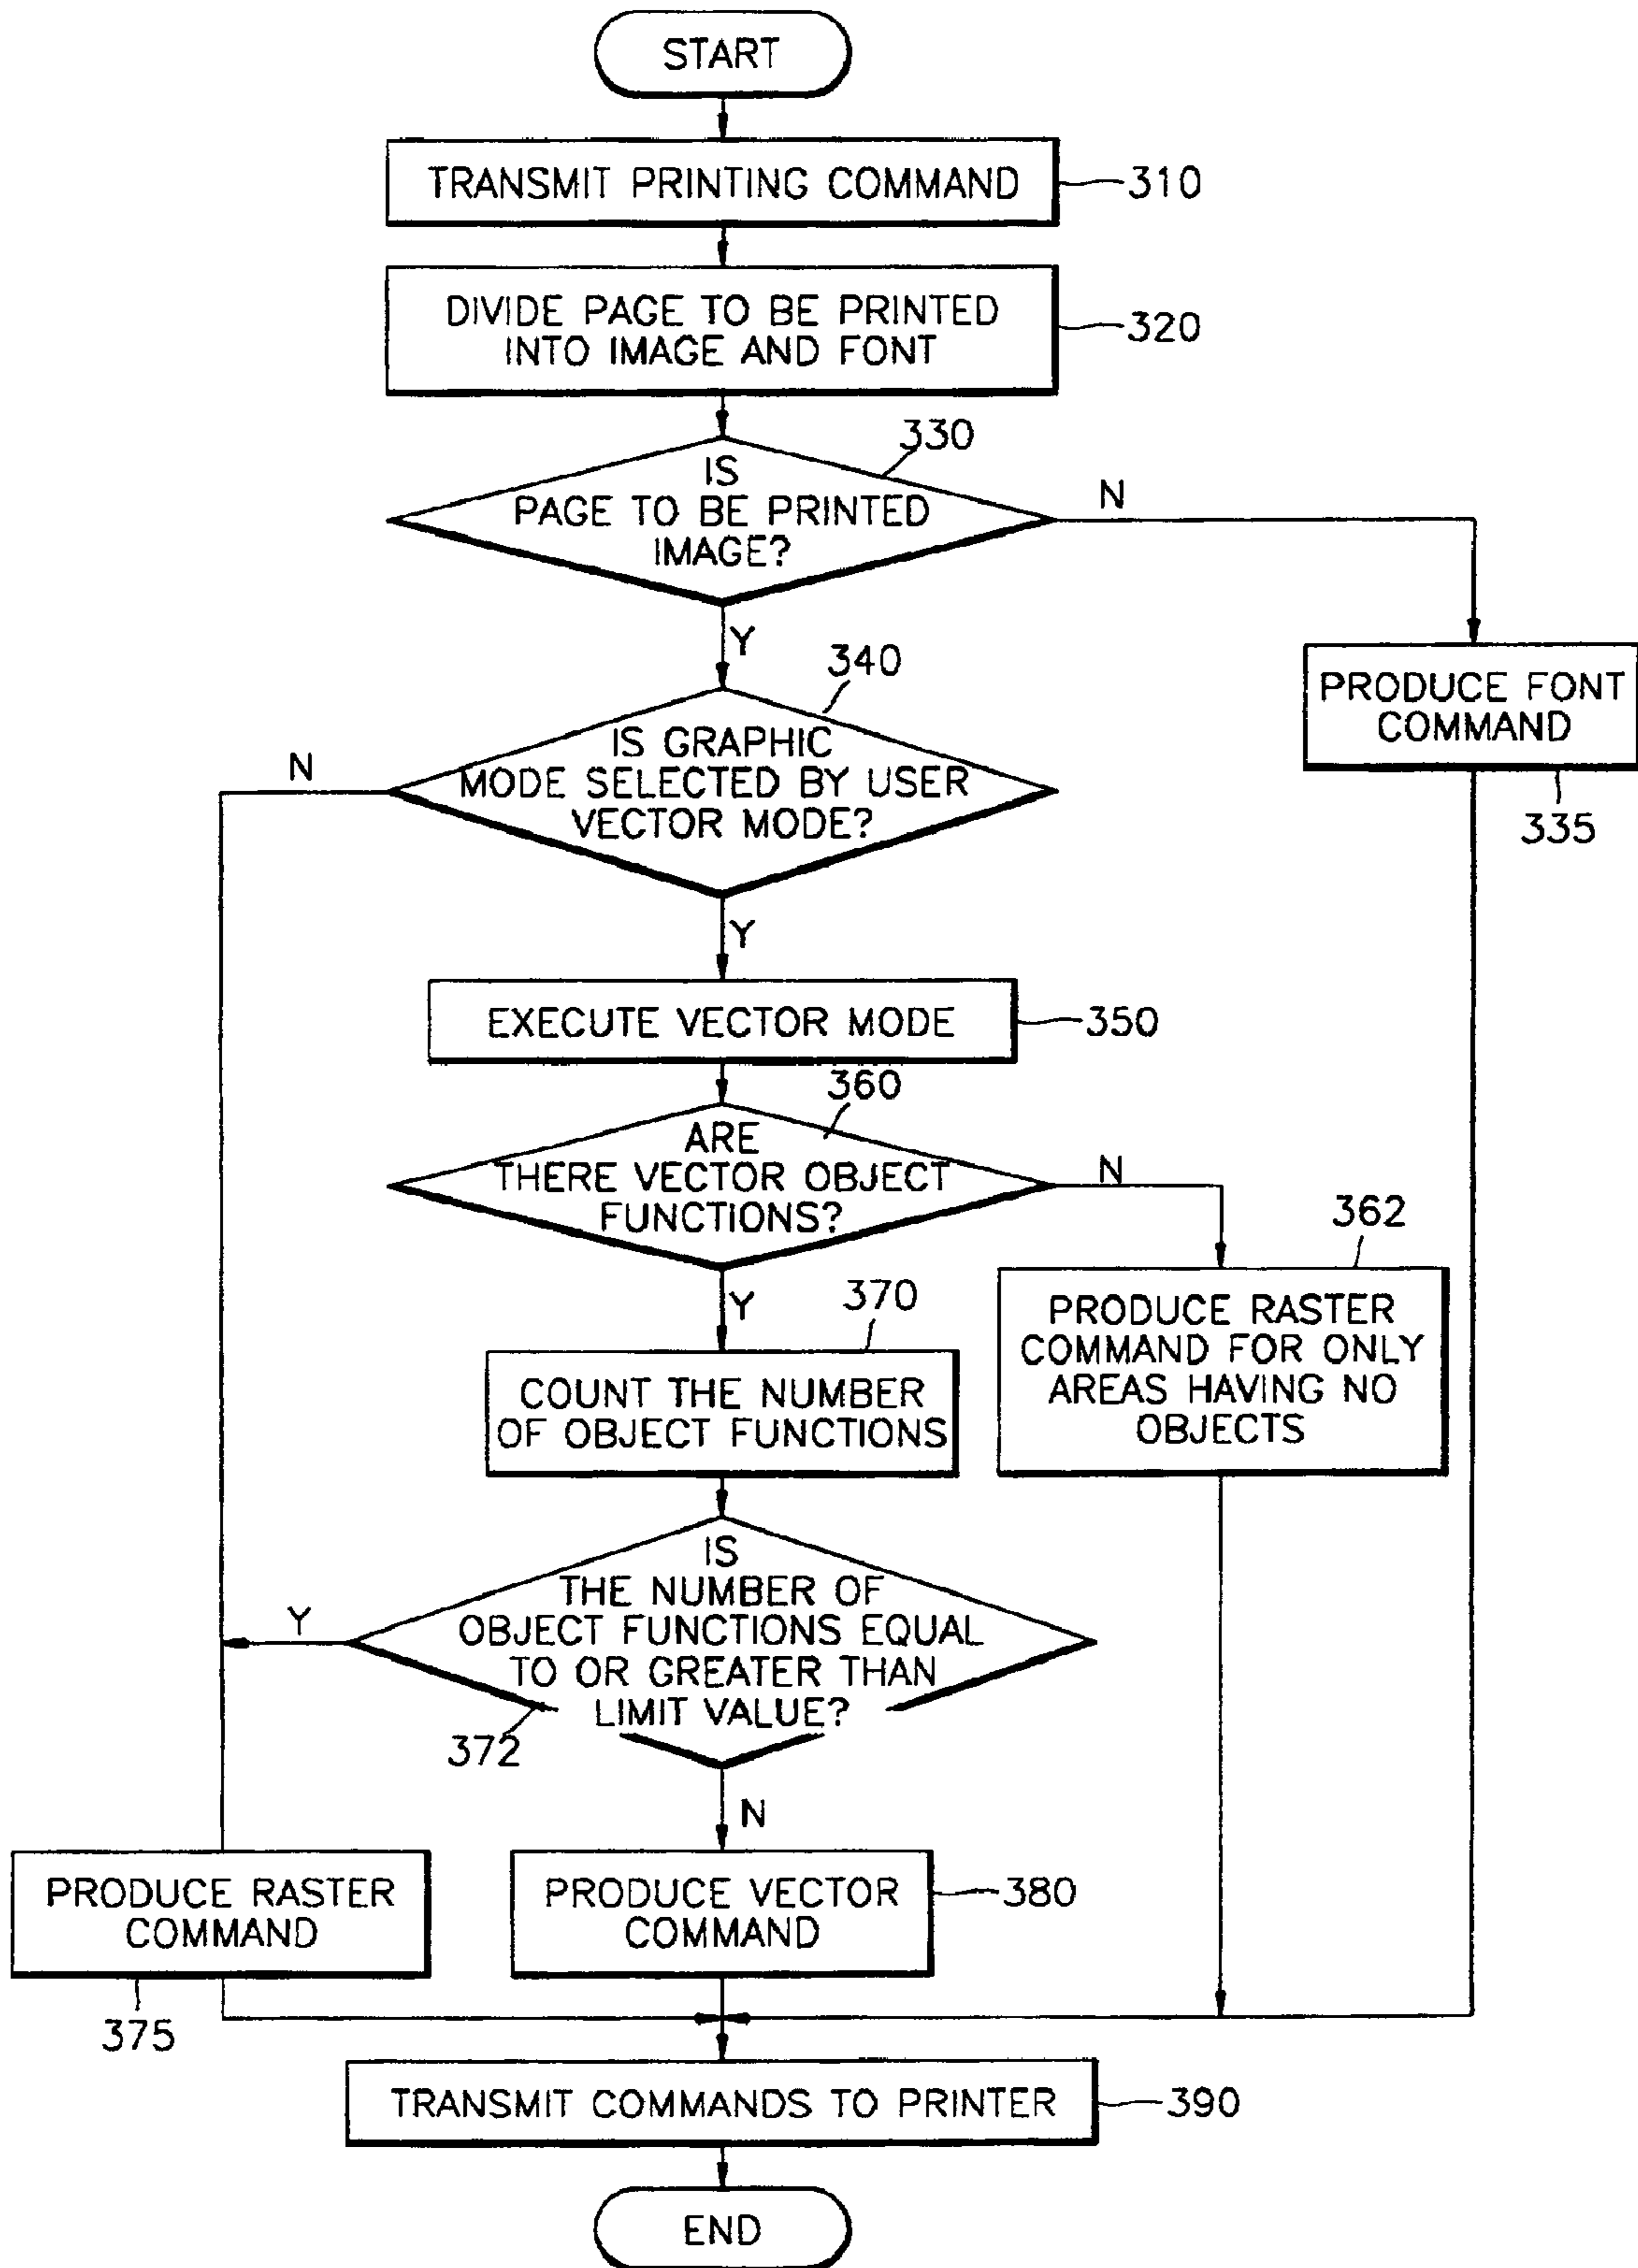 START
TRANSMIT PRINTING COMMAND
310
DIVIDE PAGE TO BE PRINTED
INTO IMAGE AND FONT
320
330
IS
PAGE TO BE PRINTED
IMAGE?
N
Y
340
IS GRAPHIC
MODE SELECTED BY USER
VECTOR MODE?
N
PRODUCE FONT
COMMAND
335
Y
EXECUTE VECTOR MODE
350
360
ARE
THERE VECTOR OBJECT
FUNCTIONS?
N
362
PRODUCE RASTER
COMMAND FOR ONLY
AREAS HAVING NO
OBJECTS
Y
370
COUNT THE NUMBER
OF OBJECT FUNCTIONS
IS
THE NUMBER OF
OBJECT FUNCTIONS EQUAL
TO OR GREATER THAN
LIMIT VALUE?
Y
372
N
PRODUCE RASTER
COMMAND
375
PRODUCE VECTOR
COMMAND
380
TRANSMIT COMMANDS TO PRINTER
390
END